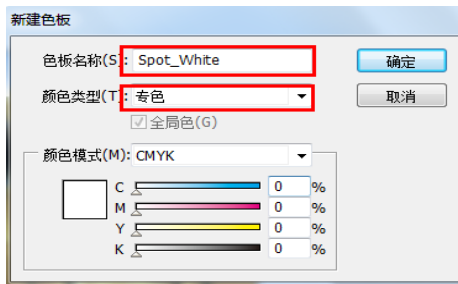 新建色板
色板名称(S): Spot_White
确定
颜色类型(T): 专色
取消
全局色(G)
颜色模式(M): CMYK
C 0 %
M 0 %
Y 0 %
K 0 %